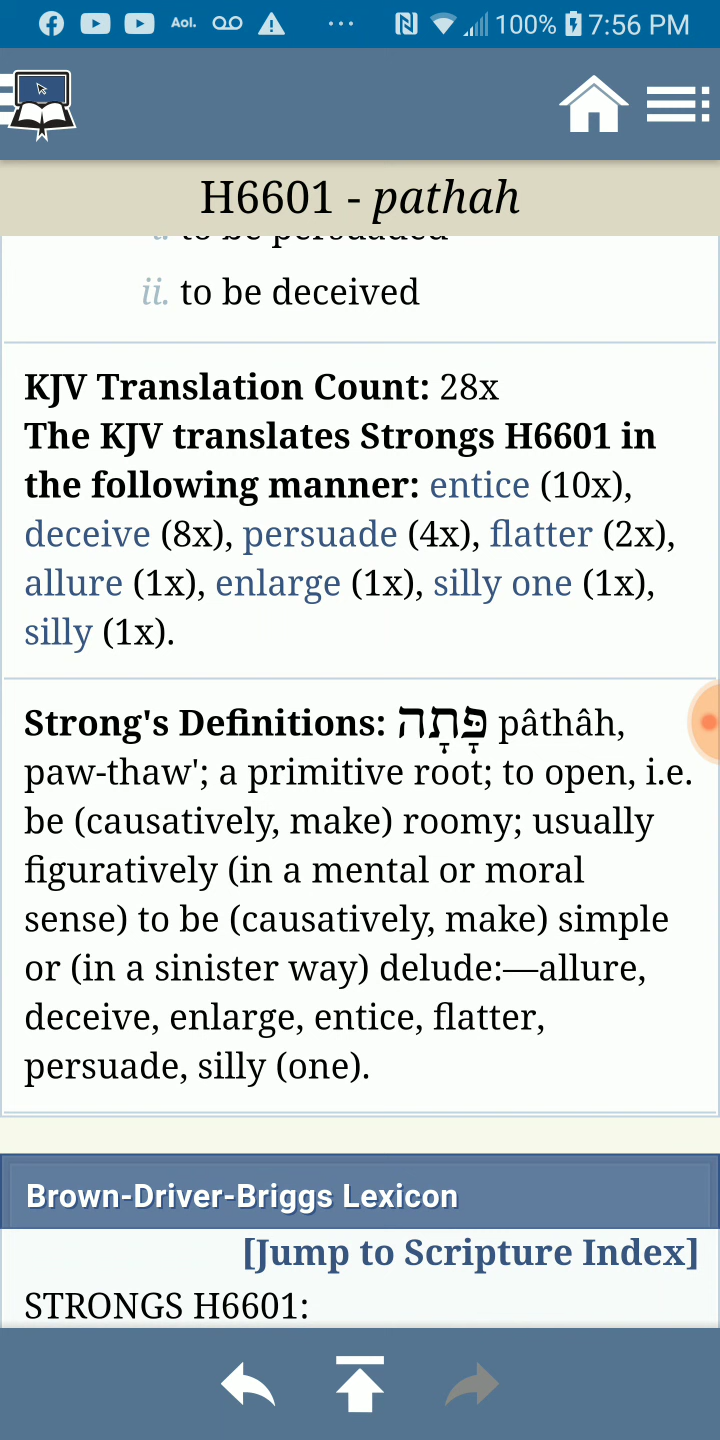 Aol. ... 100% 7:56 PM
H6601 - pathah
to be persuaded
ii. to be deceived
KJV Translation Count: 28x
The KJV translates Strongs H6601 in
the following manner: entice (10x),
deceive (8x), persuade (4x), flatter (2x),
allure (1x), enlarge (1x), silly one (1x),
silly (1x).
Strong's Definitions: פָּתָה pâthâh,
paw-thaw'; a primitive root; to open, i.e.
be (causatively, make) roomy; usually
figuratively (in a mental or moral
sense) to be (causatively, make) simple
or (in a sinister way) delude:—allure,
deceive, enlarge, entice, flatter,
persuade, silly (one).
Brown-Driver-Briggs Lexicon
[Jump to Scripture Index]
STRONGS H6601: